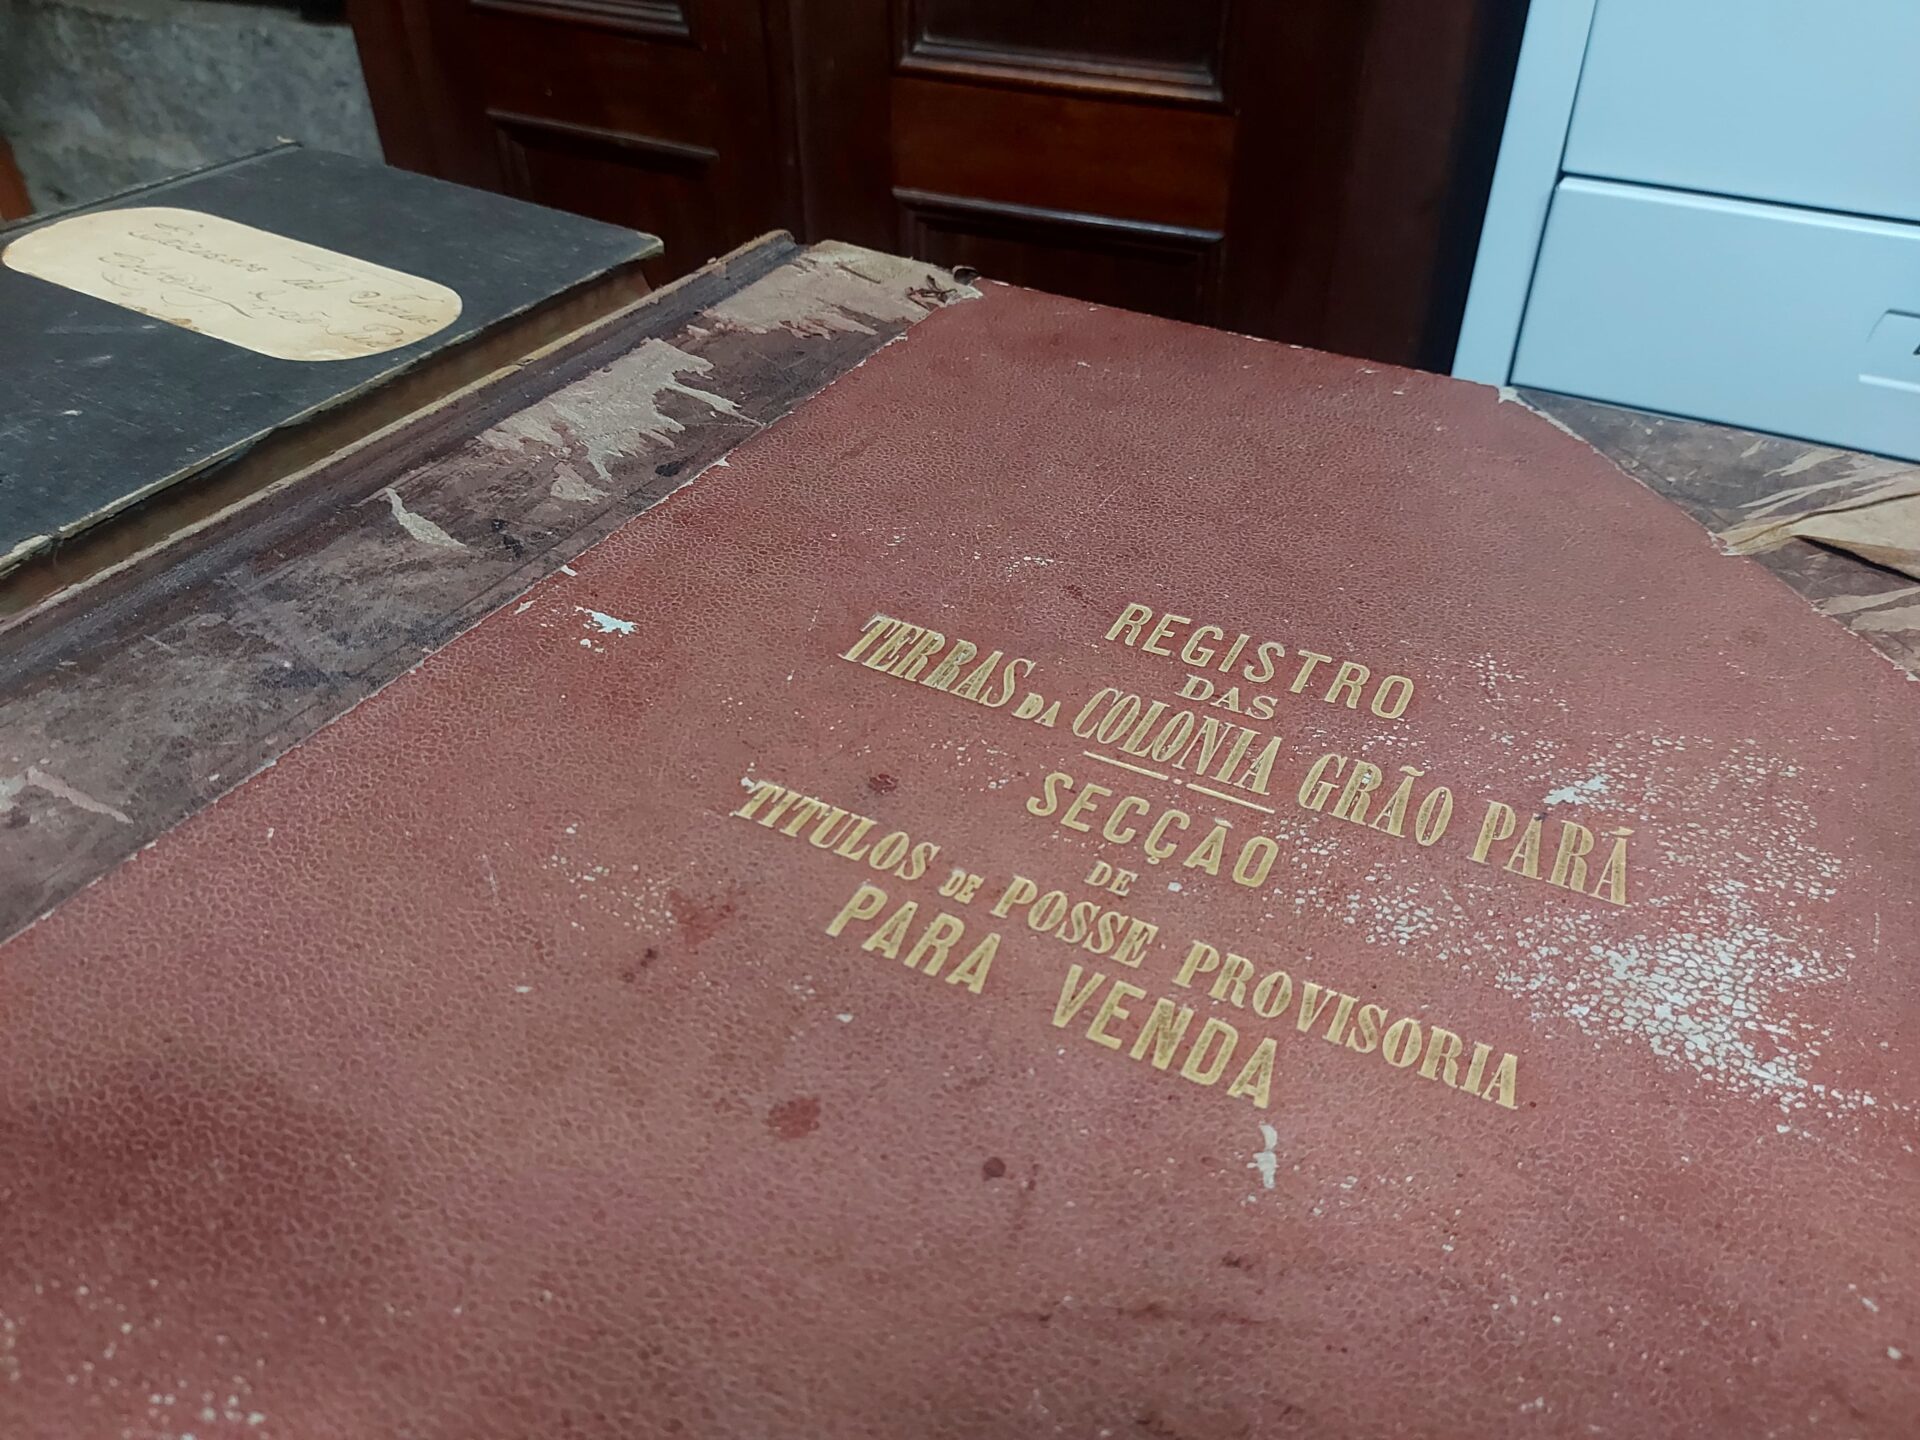 REGISTRO
DAS
TERRAS DA COLONIA GRÃO PARÁ
SECÇÃO
DE
TITULOS DE POSSE PROVISORIA
PARA VENDA